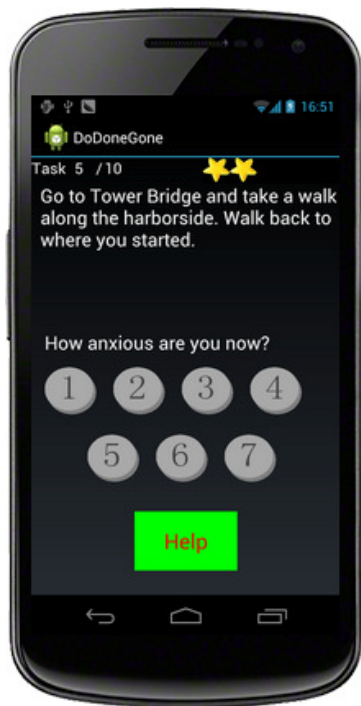 16:51
DoDoneGone
Task 5 /10
Go to Tower Bridge and take a walk
along the harborside. Walk back to
where you started.
How anxious are you now?
1 2 3 4
5 6 7
Help